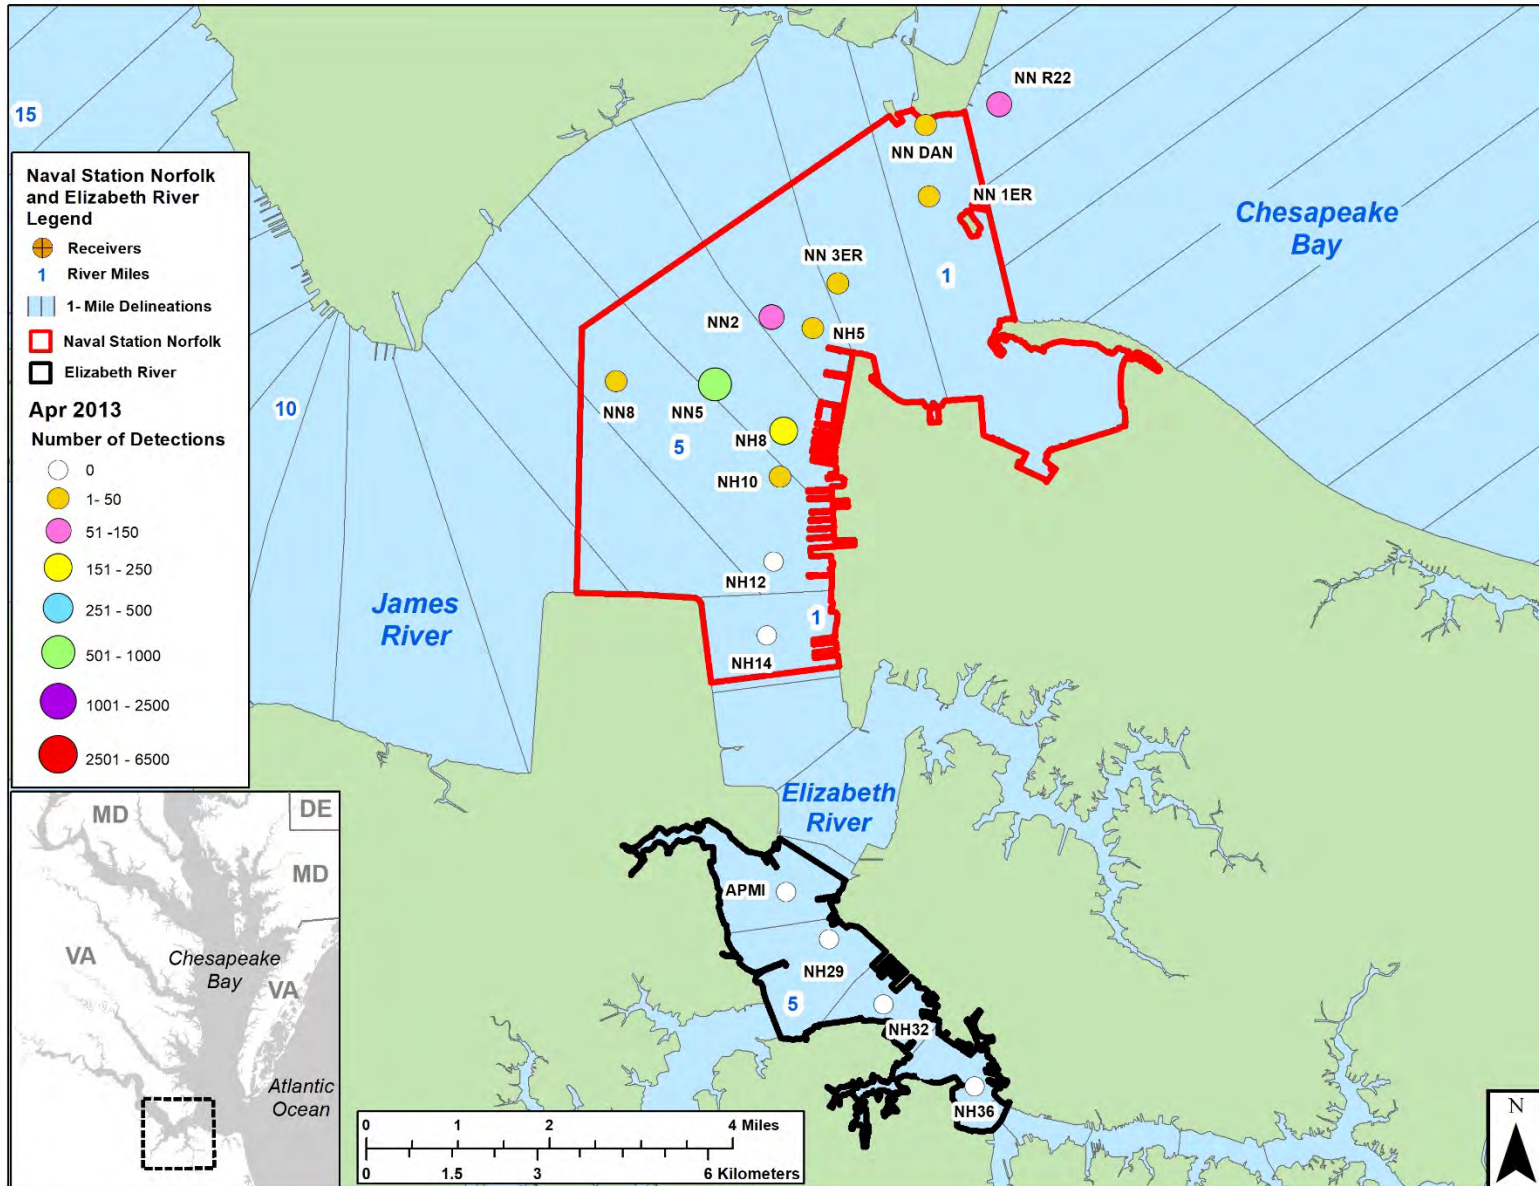 15
NN R22
NN DAN
NN 1ER
Chesapeake
Bay
1
NN 3ER
NN2
NH5
NN8
NN5
NH8
5
NH10
10
NH12
James
River
1
NH14
Elizabeth
River
APMI
NH29
5
NH32
NH36
Naval Station Norfolk
and Elizabeth River
Legend
Receivers
1 River Miles
1- Mile Delineations
Naval Station Norfolk
Elizabeth River
Apr 2013
Number of Detections
0
1- 50
51 -150
151 - 250
251 - 500
501 - 1000
1001 - 2500
2501 - 6500
MD
DE
MD
VA
Chesapeake
Bay
VA
Atlantic
Ocean
0 1 2 4 Miles
0 1.5 3 6 Kilometers
N